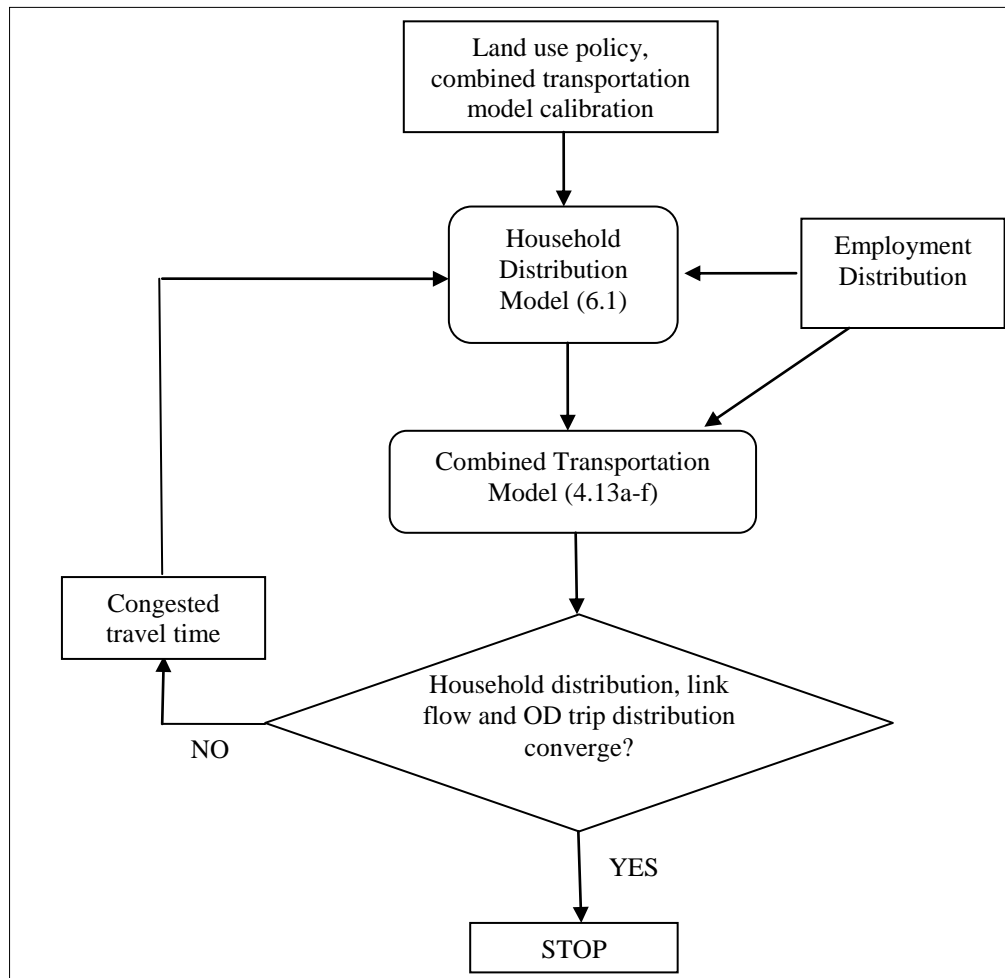 Land use policy,
combined transportation
model calibration
Household
Distribution
Model (6.1)
Employment
Distribution
Combined Transportation
Model (4.13a-f)
Congested
travel time
Household distribution, link
flow and OD trip distribution
converge?
NO
YES
STOP